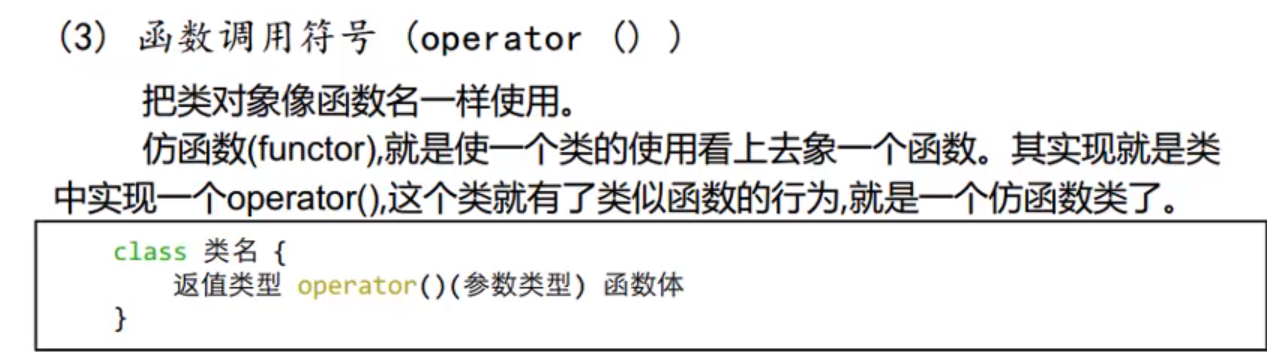 (3) 函数调用符号 (operator () )
把类对象像函数名一样使用。
仿函数(functor),就是使一个类的使用看上去象一个函数。其实现就是类
中实现一个operator(),这个类就有了类似函数的行为,就是一个仿函数类了。
class 类名 {
返值类型 operator()(参数类型) 函数体
}